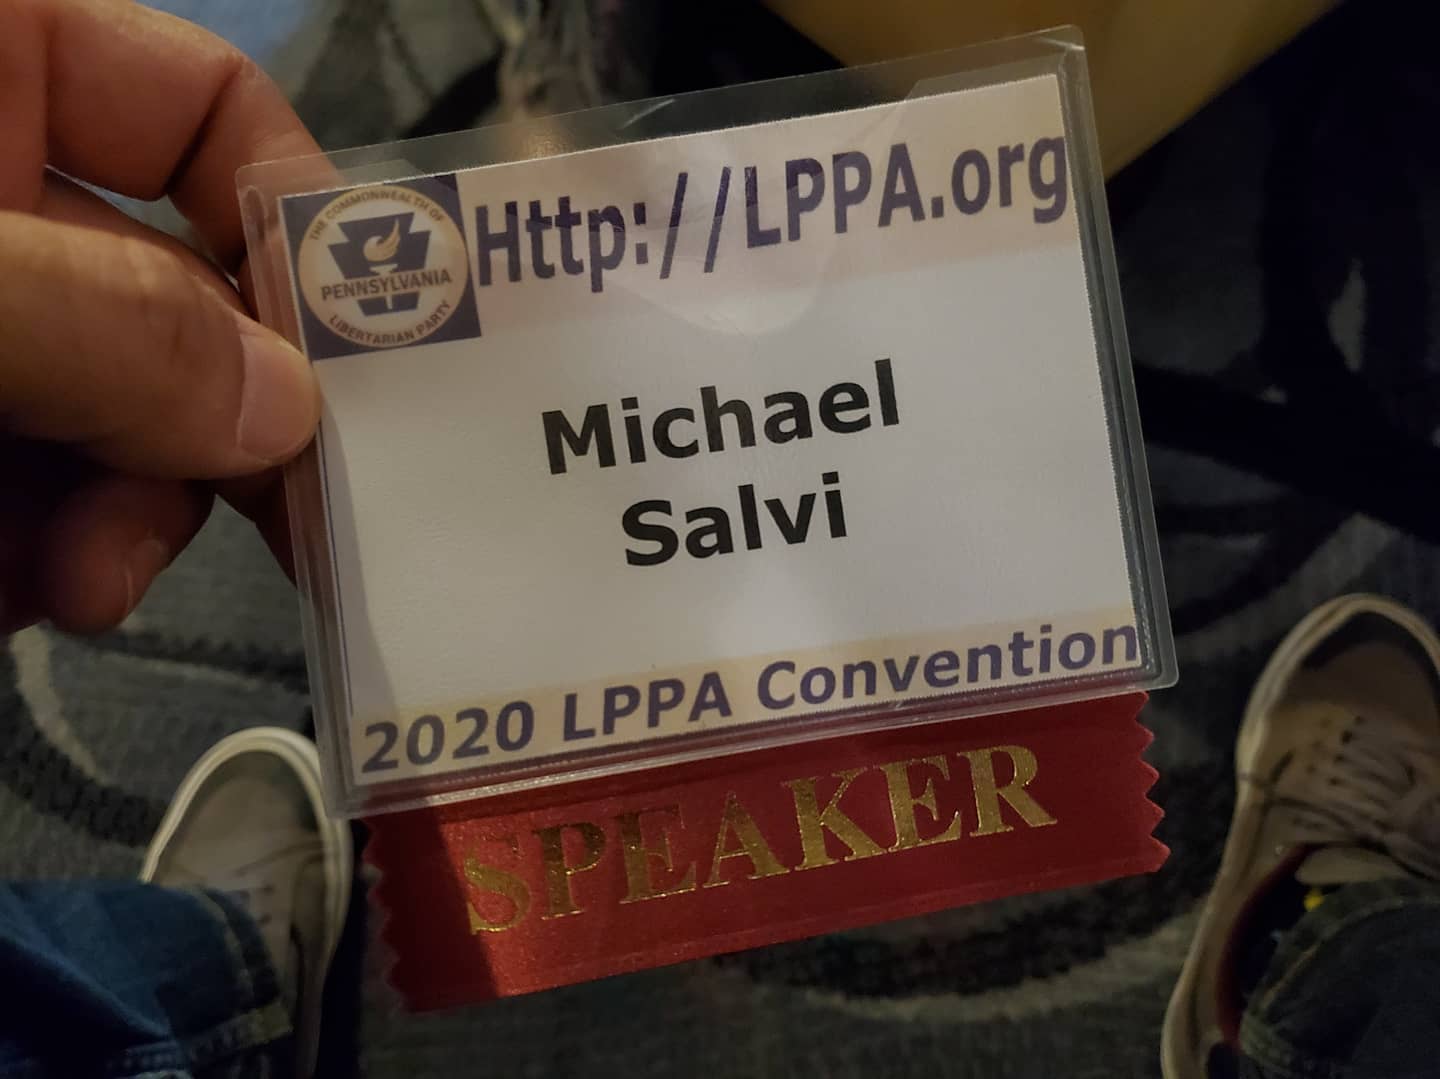 THE COMMONWEALTH OF
PENNSYLVANIA
LIBERTARIAN PARTY
Http://LPPA.org
Michael
Salvi
2020 LPPA Convention
SPEAKER